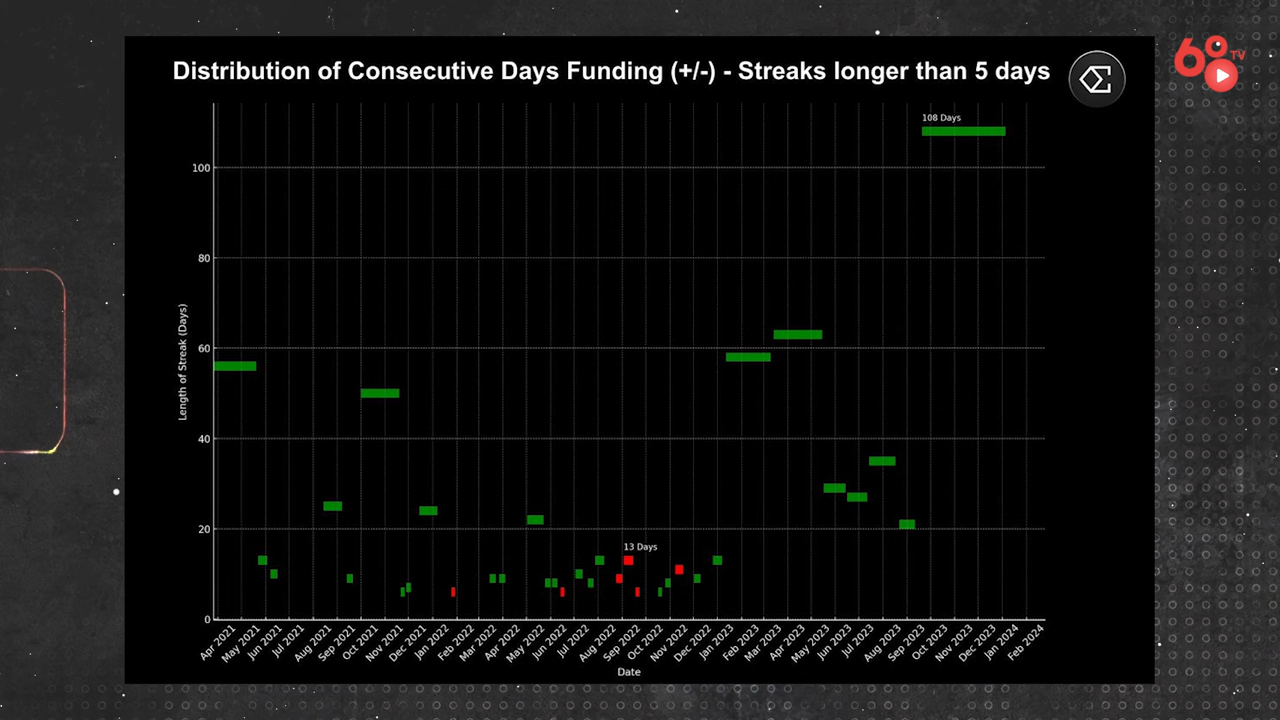 Distribution of Consecutive Days Funding (+/-) - Streaks longer than 5 days
68
TV
108 Days
100
80
60
40
20
0
13 Days
Length of Streak (Days)
Apr 2021
May 2021
Jun 2021
Jul 2021
Aug 2021
Sep 2021
Oct 2021
Nov 2021
Dec 2021
Jan 2022
Feb 2022
Mar 2022
Apr 2022
May 2022
Jun 2022
Jul 2022
Aug 2022
Sep 2022
Oct 2022
Nov 2022
Dec 2022
Jan 2023
Feb 2023
Mar 2023
Apr 2023
May 2023
Jun 2023
Jul 2023
Aug 2023
Sep 2023
Oct 2023
Nov 2023
Dec 2023
Jan 2024
Feb 2024
Date